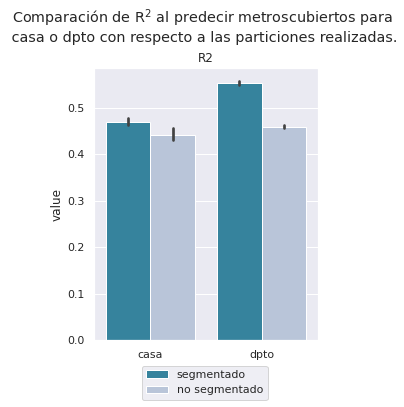 Comparación de R² al predecir metroscubiertos para
casa o dpto con respecto a las particiones realizadas.
R2
0.5
0.4
0.3
0.2
0.1
0.0
value
casa dpto
segmentado
no segmentado